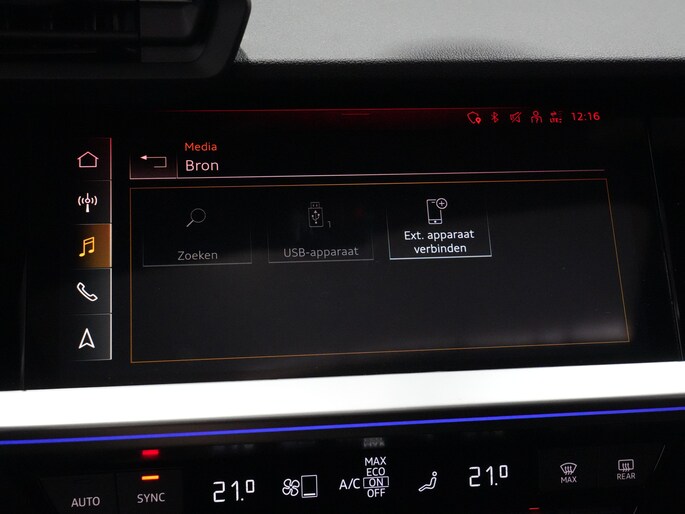 12:16
Media
Bron
Zoeken
1
USB-apparaat
Ext. apparaat
verbinden
AUTO
SYNC
21.0
A/C
MAX
ECO
ON
OFF
21.0
MAX
REAR